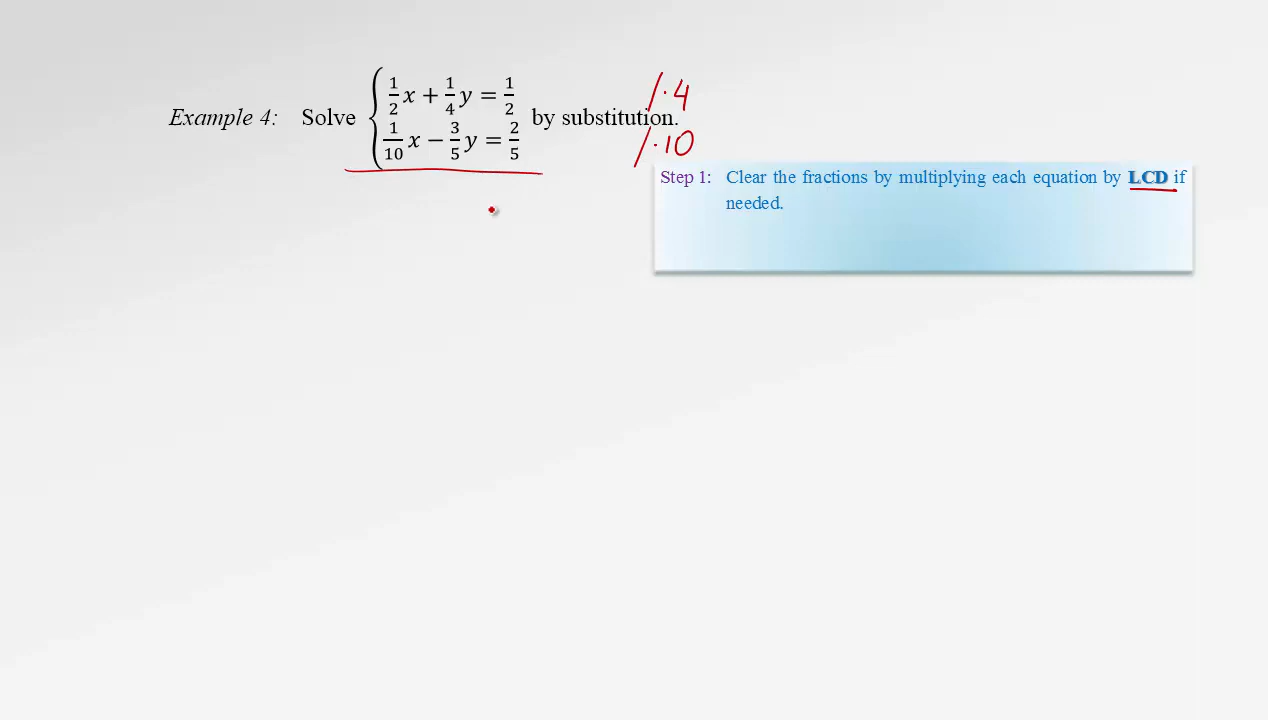 Example 4: Solve { 1/2 x + 1/4 y = 1/2 by substitution. /·4
1/10 x − 3/5 y = 2/5 /·10
Step 1: Clear the fractions by multiplying each equation by LCD if
needed.